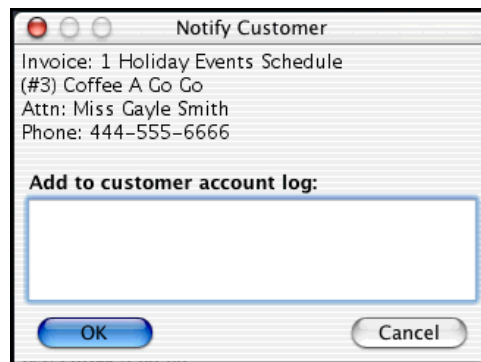 Notify Customer
Invoice: 1 Holiday Events Schedule
(#3) Coffee A Go Go
Attn: Miss Gayle Smith
Phone: 444-555-6666
Add to customer account log:
OK Cancel